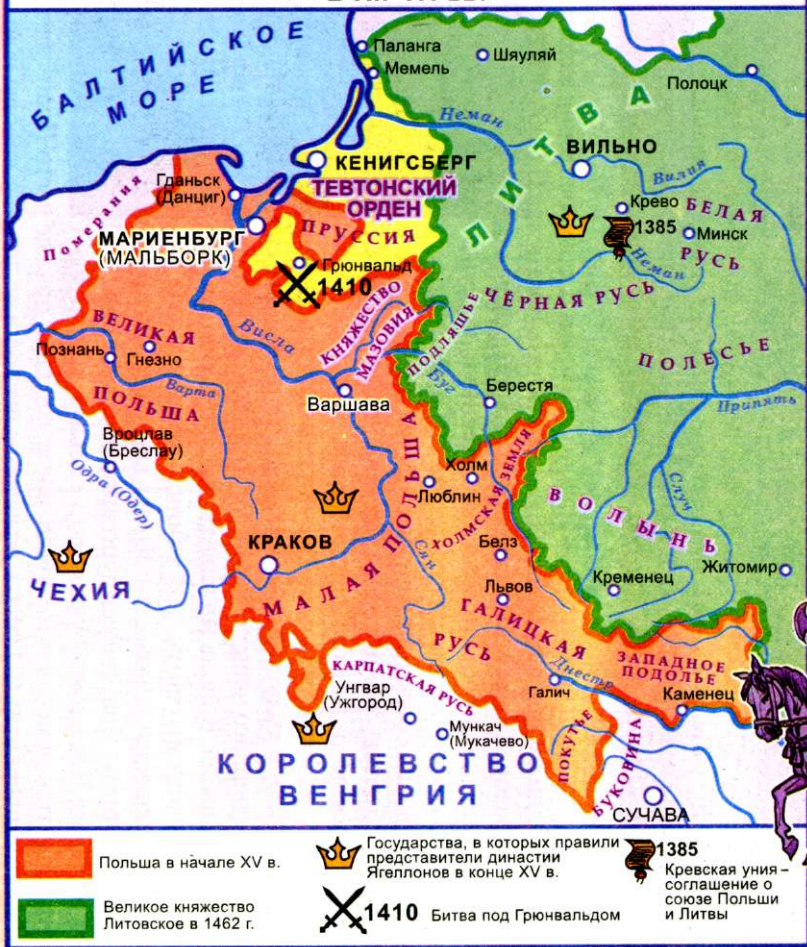 БАЛТИЙСКОЕ
МОРЕ
Паланга
Мемель
Шяуляй
Полоцк
Неман
ЛИТВА
ВИЛЬНО
Вилия
КЕНИГСБЕРГ
ТЕВТОНСКИЙ
ОРДЕН
Гданьск
(Данциг)
Померания
МАРИЕНБУРГ
(МАЛЬБОРК)
ПРУССИЯ
Грюнвальд
1410
Крево
1385
БЕЛАЯ
РУСЬ
Минск
Неман
ЧЁРНАЯ РУСЬ
КНЯЖЕСТВО
МАЗОВИЯ
ПОДЛЯШЬЕ
ПОЛЕСЬЕ
ВЕЛИКАЯ
ПОЛЬША
Познань
Гнезно
Висла
Варта
Буг
Берестя
Припять
Варшава
Вроцлав
(Бреслау)
Одра (Одер)
Холм
Люблин
ХОЛМСКАЯ ЗЕМЛЯ
Случ
ВОЛЫНЬ
КРАКОВ
МАЛАЯ ПОЛЬША
Сян
Белз
Львов
Кременец
Житомир
ЧЕХИЯ
ГАЛИЦКАЯ
РУСЬ
Днестр
ЗАПАДНОЕ
ПОДОЛЬЕ
КАРПАТСКАЯ РУСЬ
Унгвар
(Ужгород)
Галич
Каменец
Мункач
(Мукачево)
ПОКУТЬЕ
БУКОВИНА
КОРОЛЕВСТВО
ВЕНГРИЯ
СУЧАВА
Польша в начале XV в.
Великое княжество
Литовское в 1462 г.
Государства, в которых правили
представители династии
Ягеллонов в конце XV в.
1410 Битва под Грюнвальдом
1385
Кревская уния –
соглашение о
союзе Польши
и Литвы